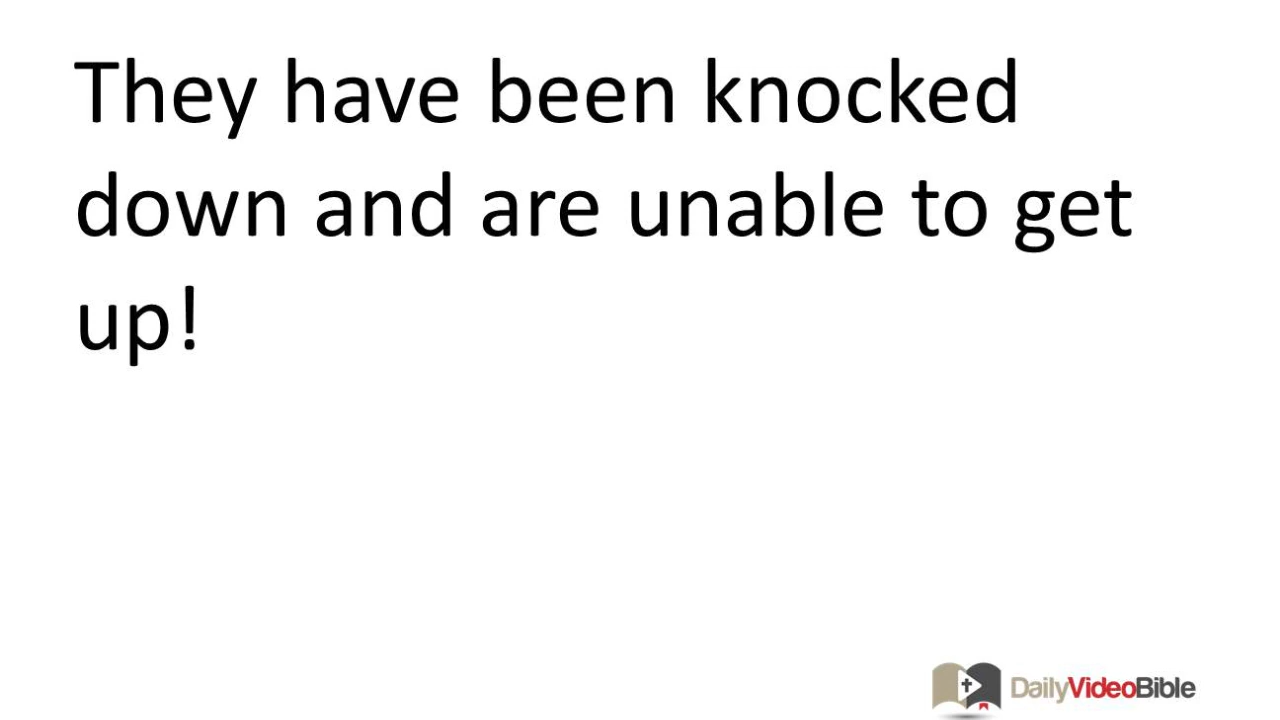 They have been knocked
down and are unable to get
up!
DailyVideoBible